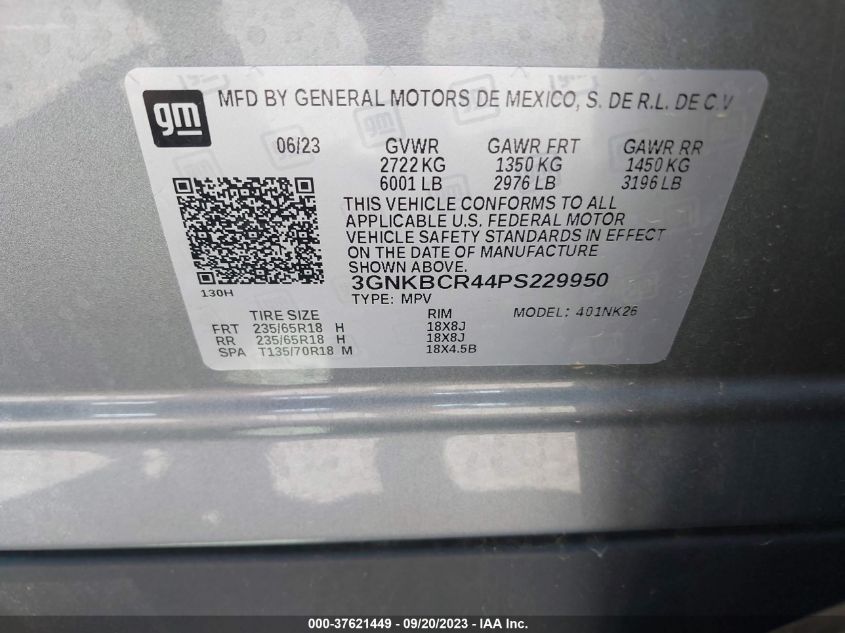 gm
MFD BY GENERAL MOTORS DE MEXICO, S. DE R.L. DE C.V
06/23 GVWR GAWR FRT GAWR RR
2722 KG 1350 KG 1450 KG
6001 LB 2976 LB 3196 LB
THIS VEHICLE CONFORMS TO ALL
APPLICABLE U.S. FEDERAL MOTOR
VEHICLE SAFETY STANDARDS IN EFFECT
ON THE DATE OF MANUFACTURE
SHOWN ABOVE.
3GNKBCR44PS229950
130H TYPE: MPV
TIRE SIZE RIM MODEL: 401NK26
FRT 235/65R18 H 18X8J
RR 235/65R18 H 18X8J
SPA T135/70R18 M 18X4.5B
000-37621449 - 09/20/2023 - IAA Inc.